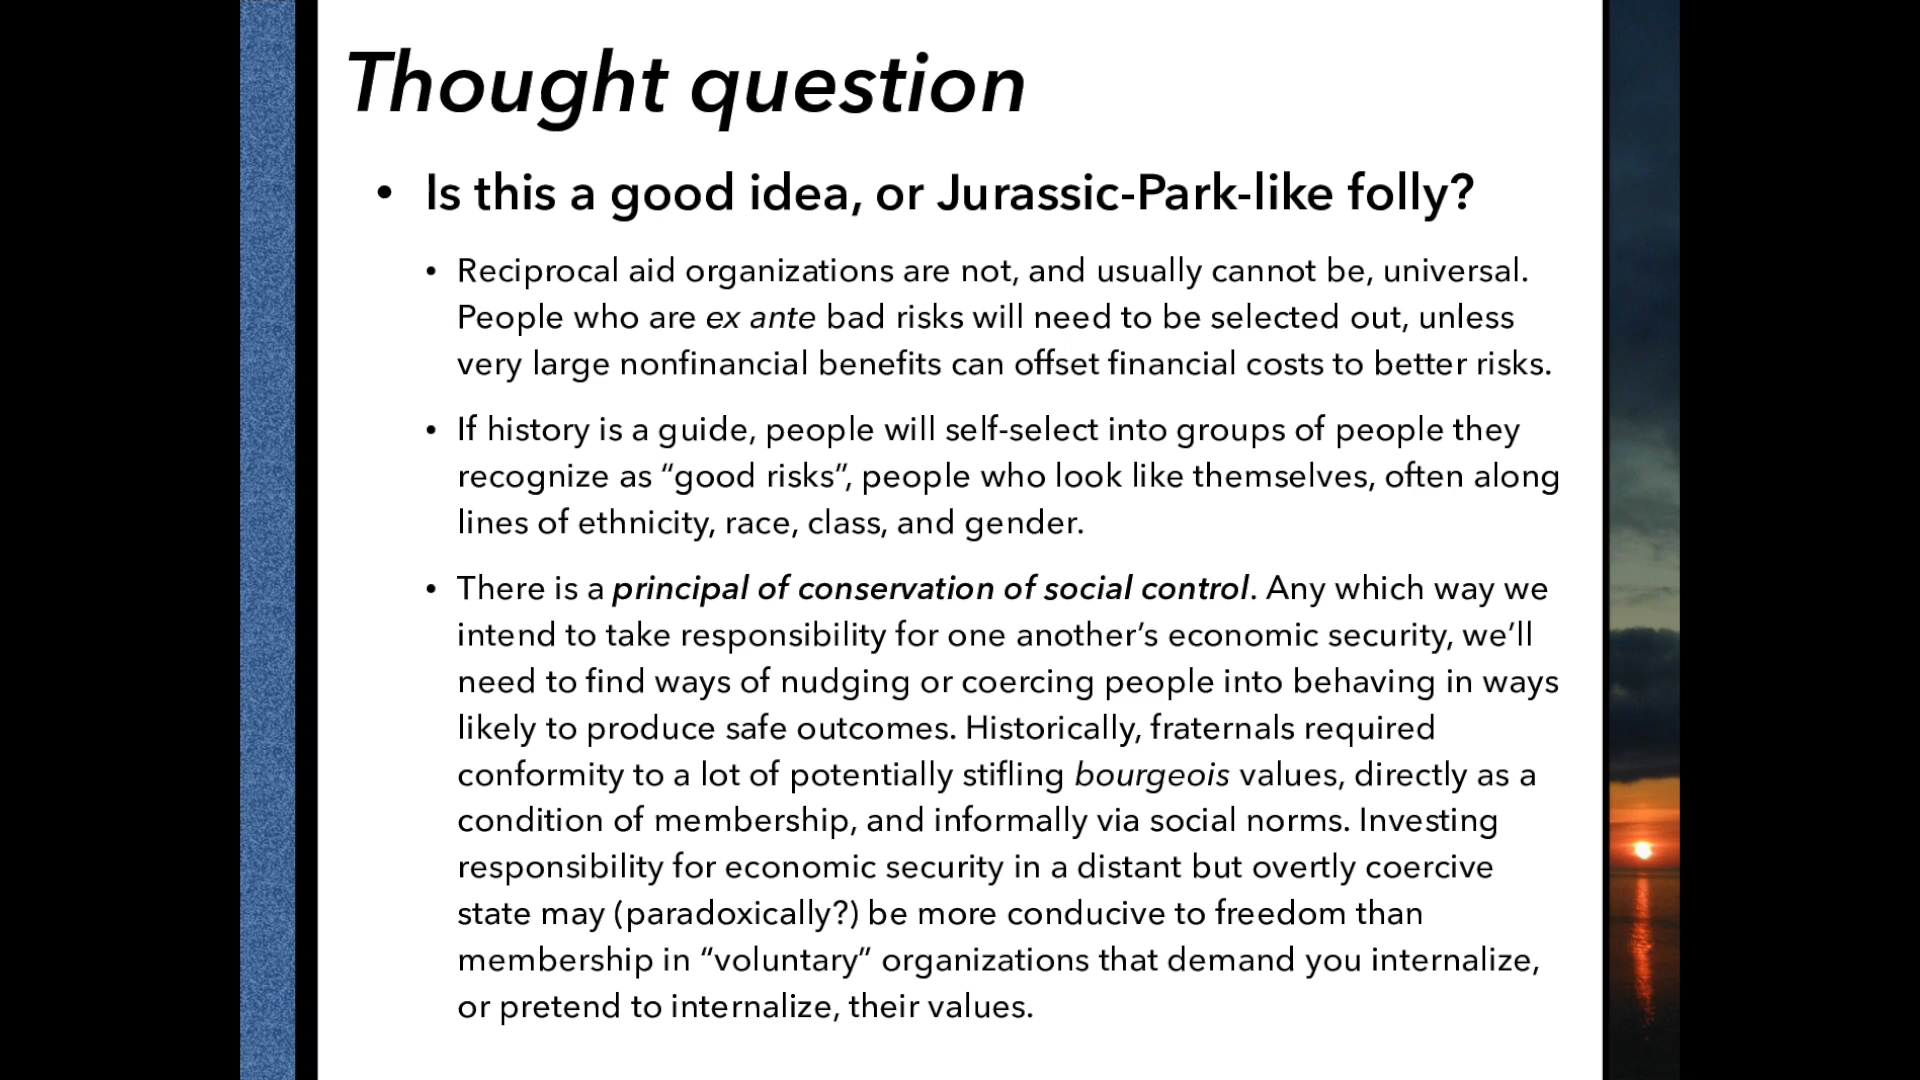 Thought question
• Is this a good idea, or Jurassic-Park-like folly?
• Reciprocal aid organizations are not, and usually cannot be, universal.
People who are ex ante bad risks will need to be selected out, unless
very large nonfinancial benefits can offset financial costs to better risks.
• If history is a guide, people will self-select into groups of people they
recognize as “good risks”, people who look like themselves, often along
lines of ethnicity, race, class, and gender.
• There is a principal of conservation of social control. Any which way we
intend to take responsibility for one another’s economic security, we’ll
need to find ways of nudging or coercing people into behaving in ways
likely to produce safe outcomes. Historically, fraternals required
conformity to a lot of potentially stifling bourgeois values, directly as a
condition of membership, and informally via social norms. Investing
responsibility for economic security in a distant but overtly coercive
state may (paradoxically?) be more conducive to freedom than
membership in “voluntary” organizations that demand you internalize,
or pretend to internalize, their values.